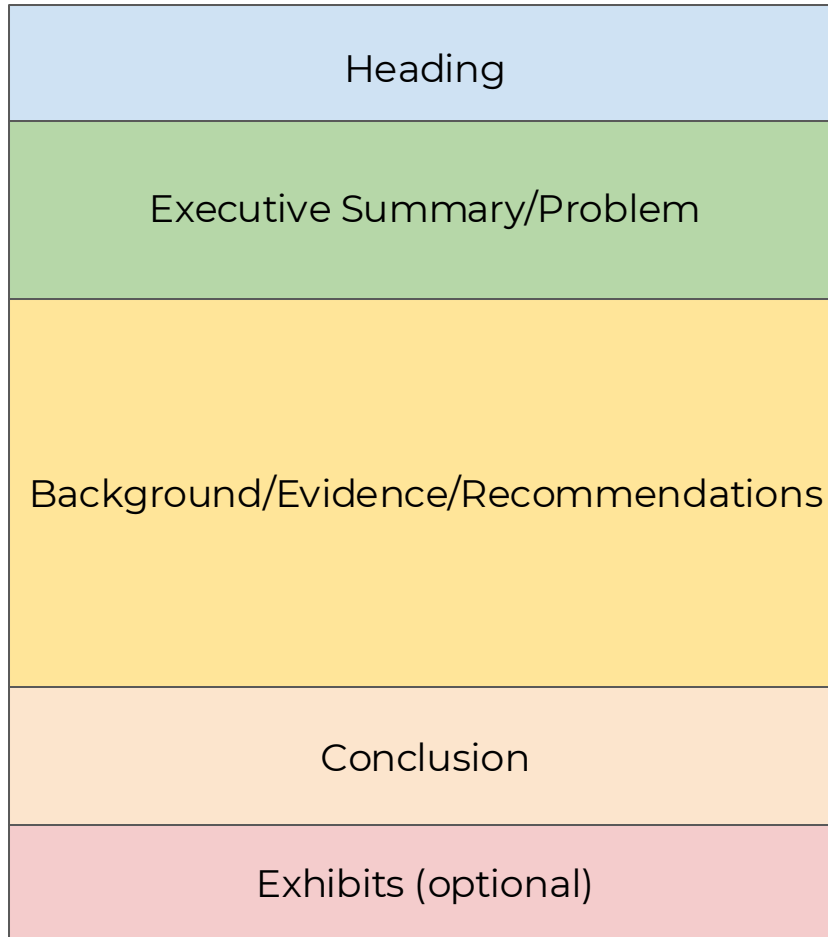 Heading
Executive Summary/Problem
Background/Evidence/Recommendations
Conclusion
Exhibits (optional)